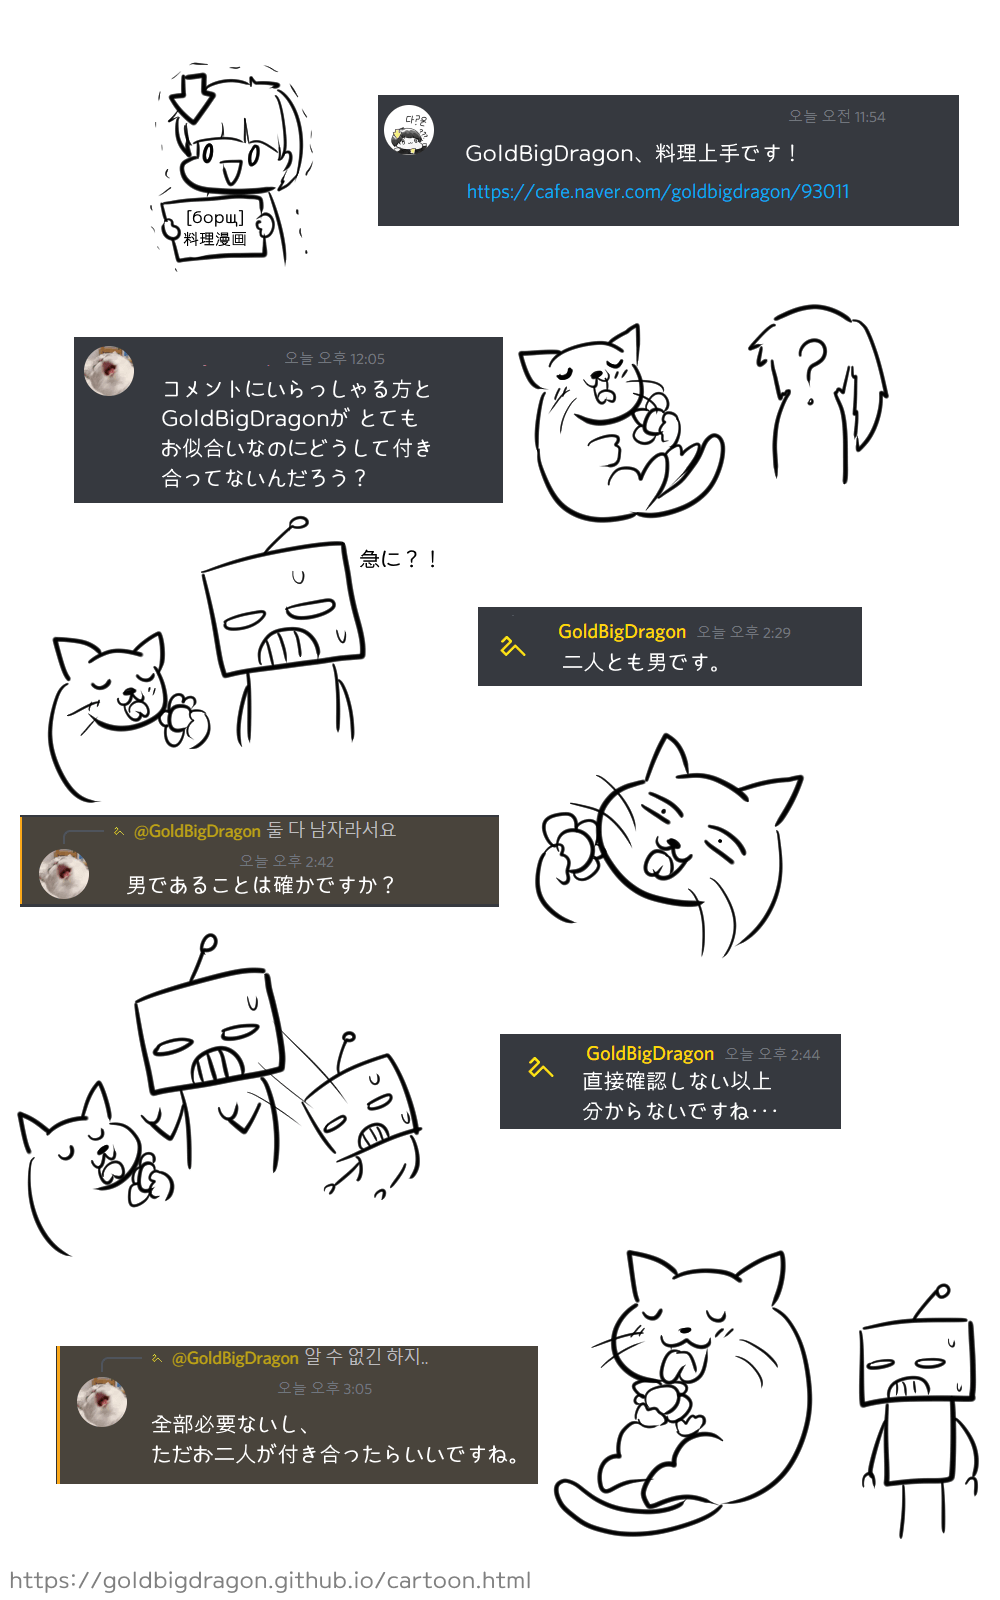 오늘 오전 11:54
다?은
GoldBigDragon、料理上手です！
https://cafe.naver.com/goldbigdragon/93011
[борщ]
料理漫画
오늘 오후 12:05
コメントにいらっしゃる方と
GoldBigDragonが とても
お似合いなのにどうして付き
合ってないんだろう？
?
急に？！
GoldBigDragon 오늘 오후 2:29
二人とも男です。
@GoldBigDragon 둘 다 남자라서요
오늘 오후 2:42
男であることは確かですか？
GoldBigDragon 오늘 오후 2:44
直接確認しない以上
分からないですね･･･
@GoldBigDragon 알 수 없긴 하지..
오늘 오후 3:05
全部必要ないし、
ただお二人が付き合ったらいいですね。
https://goldbigdragon.github.io/cartoon.html